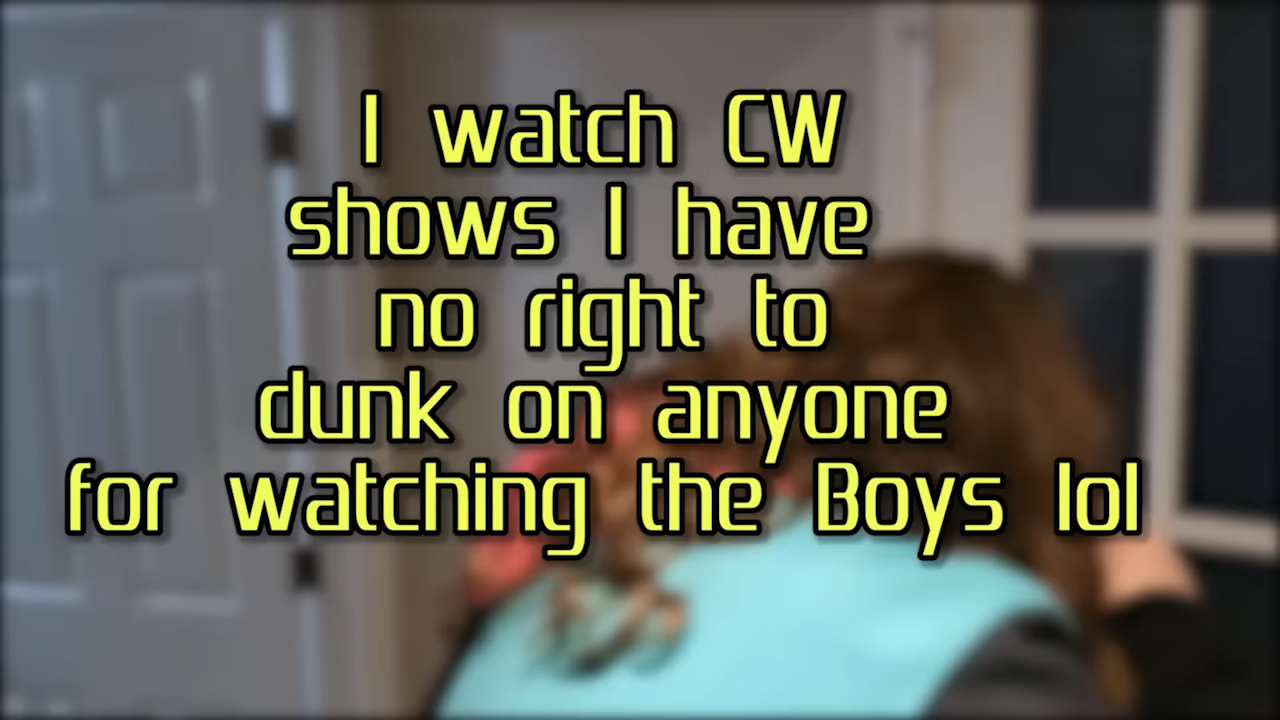 I watch CW
shows I have
no right to
dunk on anyone
for watching the Boys lol